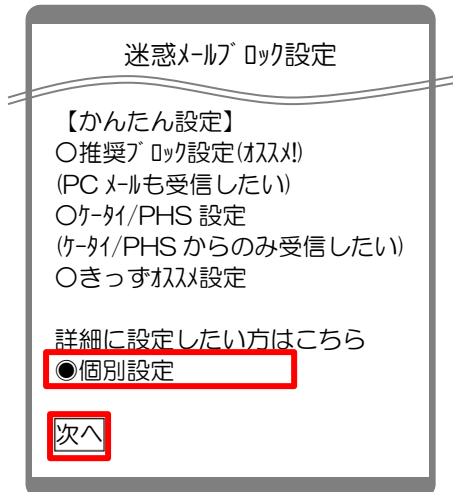 迷惑ﾒｰﾙﾌﾞﾛｯｸ設定
【かんたん設定】
○推奨ﾌﾞﾛｯｸ設定(ｵｽｽﾒ!)
(PC ﾒｰﾙも受信したい)
○ｹｰﾀｲ/PHS 設定
(ｹｰﾀｲ/PHS からのみ受信したい)
○きっずｵｽｽﾒ設定
詳細に設定したい方はこちら
◉個別設定
次へ